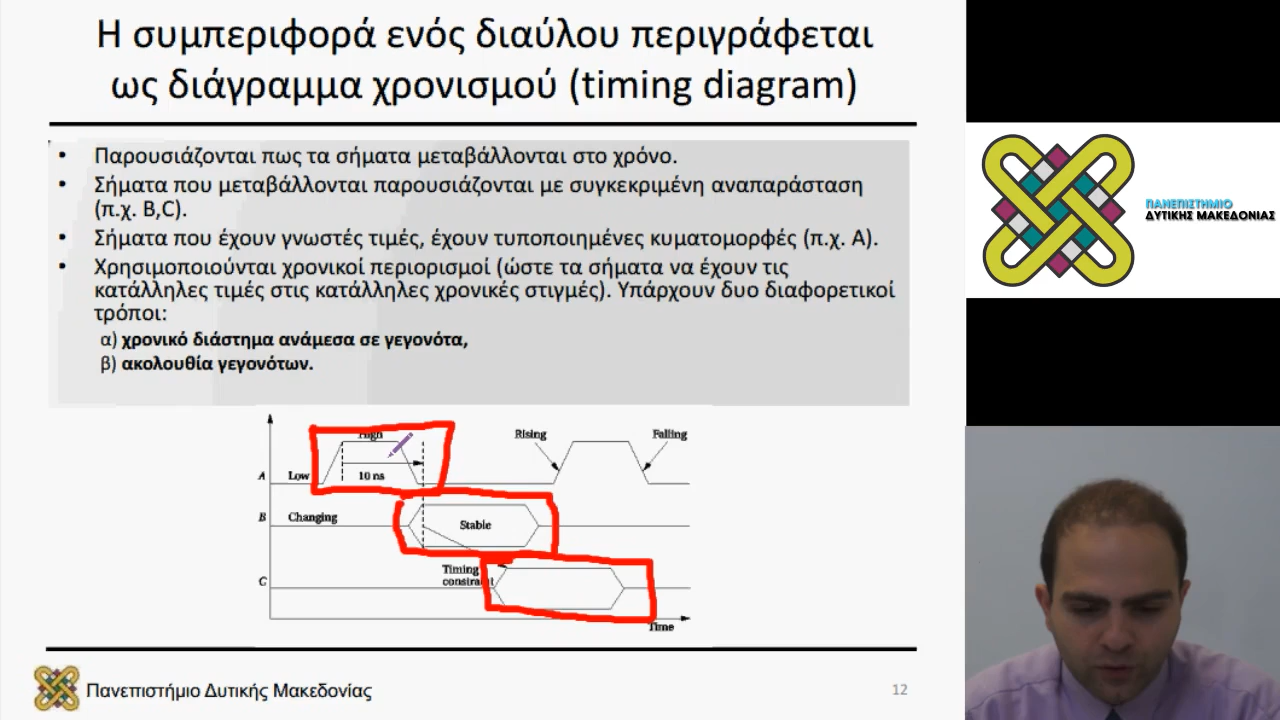 Η συμπεριφορά ενός διαύλου περιγράφεται
ως διάγραμμα χρονισμού (timing diagram)
• Παρουσιάζονται πως τα σήματα μεταβάλλονται στο χρόνο.
• Σήματα που μεταβάλλονται παρουσιάζονται με συγκεκριμένη αναπαράσταση
(π.χ. B,C).
• Σήματα που έχουν γνωστές τιμές, έχουν τυποποιημένες κυματομορφές (π.χ. A).
• Χρησιμοποιούνται χρονικοί περιορισμοί (ώστε τα σήματα να έχουν τις
κατάλληλες τιμές στις κατάλληλες χρονικές στιγμές). Υπάρχουν δυο διαφορετικοί
τρόποι:
α) χρονικό διάστημα ανάμεσα σε γεγονότα,
β) ακολουθία γεγονότων.
High
Rising
Falling
A
Low
10 ns
B
Changing
Stable
C
Timing
constraint
Time
Πανεπιστήμιο Δυτικής Μακεδονίας
12
ΠΑΝΕΠΙΣΤΗΜΙΟ
ΔΥΤΙΚΗΣ ΜΑΚΕΔΟΝΙΑΣ